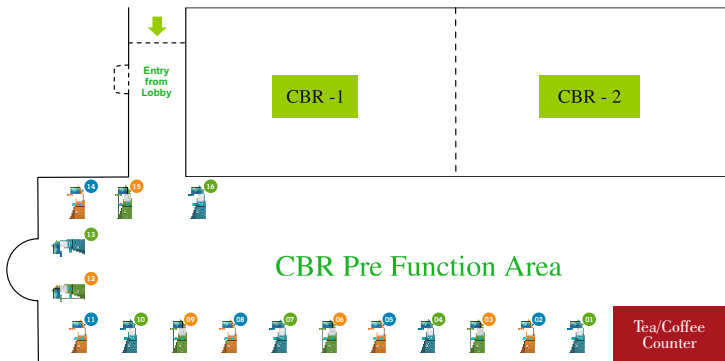 Entry
from
Lobby
CBR -1
CBR - 2
14
15
16
13
12
CBR Pre Function Area
11
10
09
08
07
06
05
04
03
02
01
Tea/Coffee
Counter